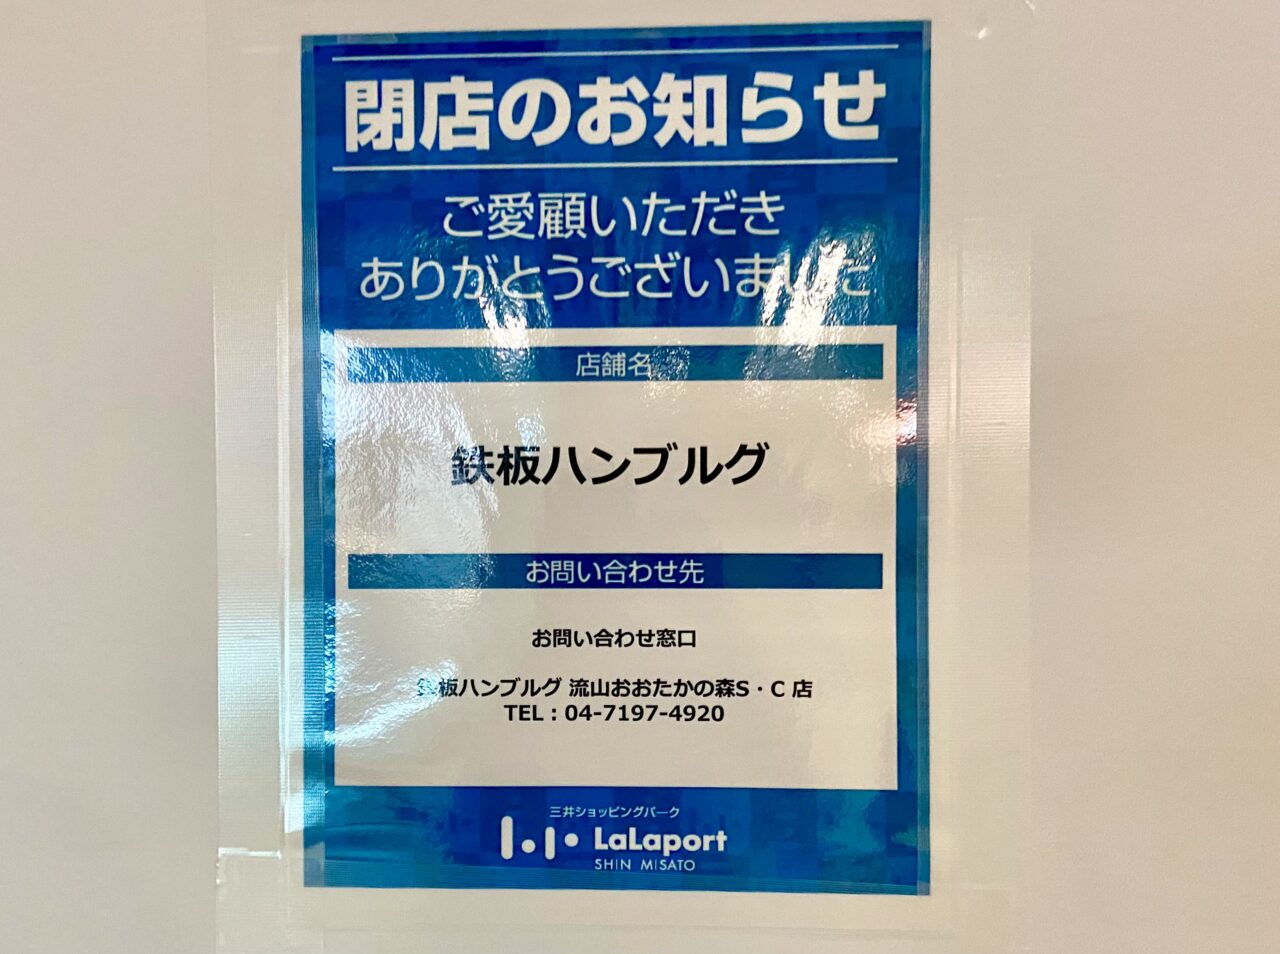 閉店のお知らせ
ご愛顧いただき
ありがとうございました
店舗名
鉄板ハンブルグ
お問い合わせ先
お問い合わせ窓口
鉄板ハンブルグ 流山おおたかの森S・C 店
TEL：04-7197-4920
三井ショッピングパーク
LaLaport
SHIN MISATO